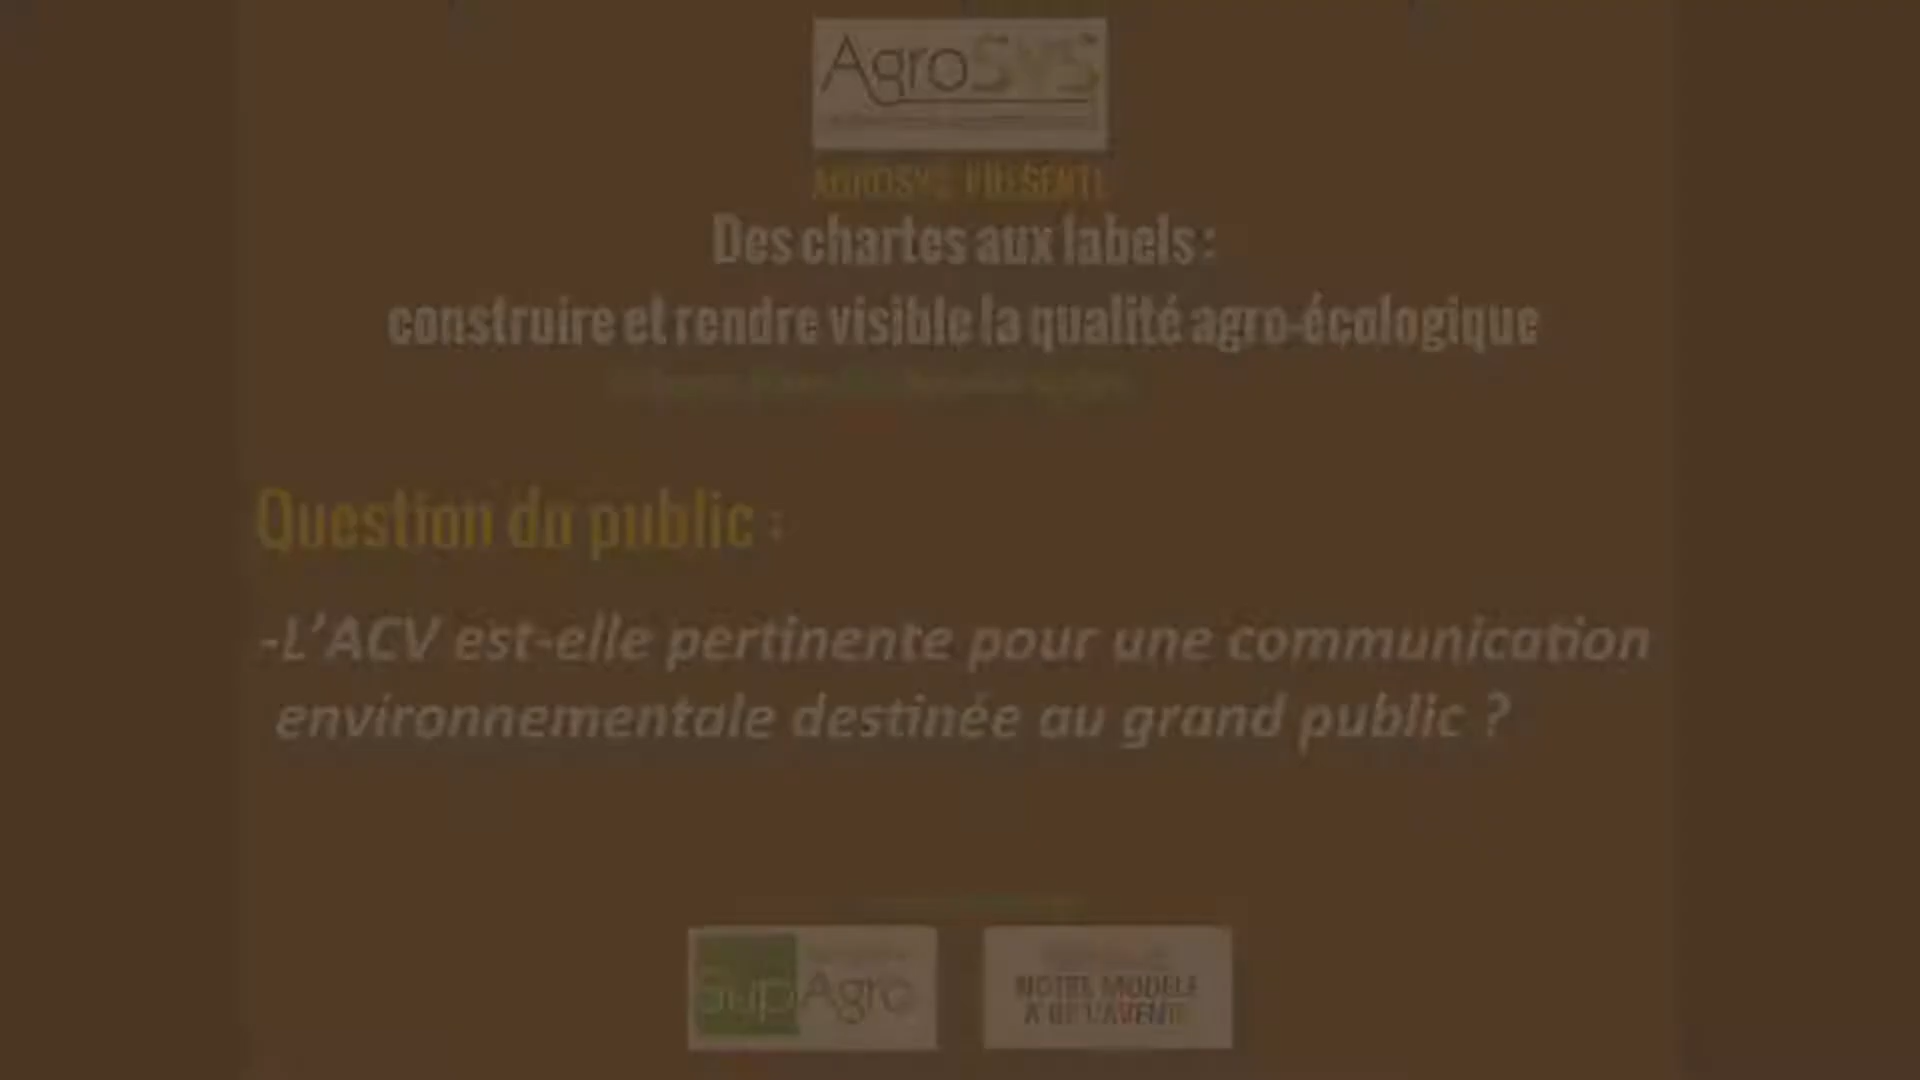 AgroSYS
AGROSYS PRÉSENTE
Des chartes aux labels :
construire et rendre visible la qualité agro-écologique
Question du public :
-L'ACV est-elle pertinente pour une communication
environnementale destinée au grand public ?
SupAgro
NOTRE MODÈLE
A DE L'AVENIR